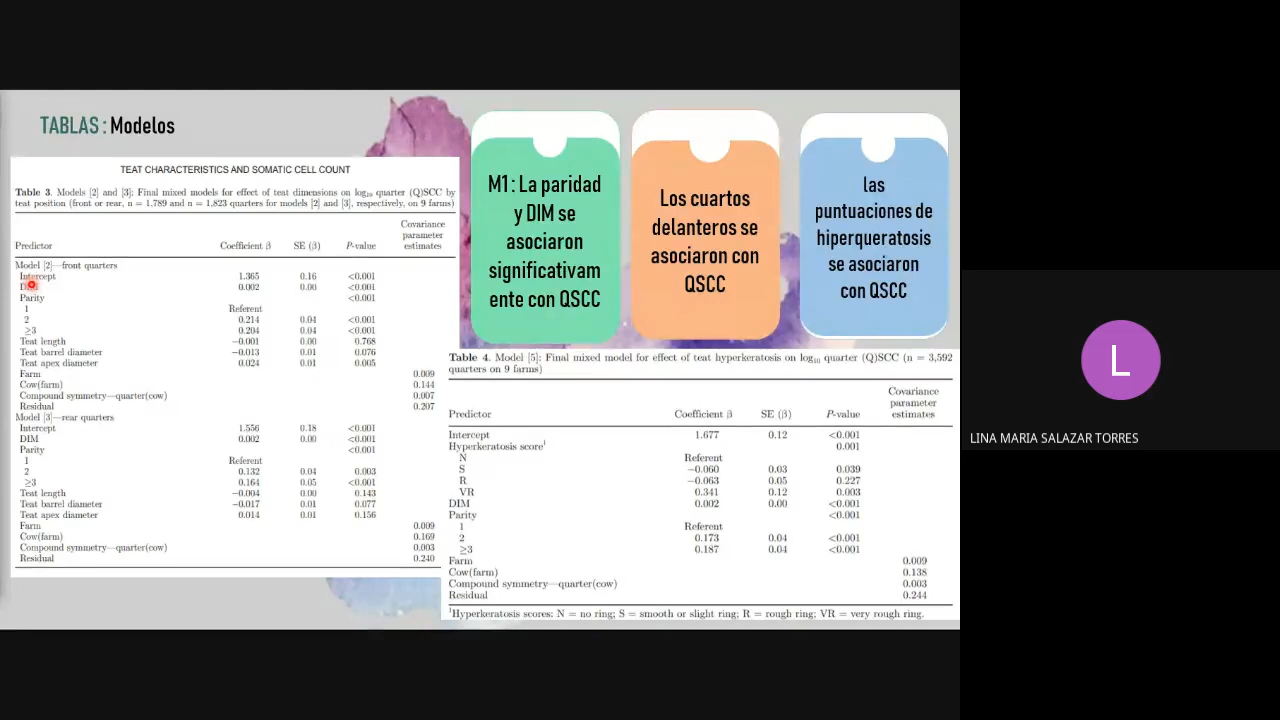 TABLAS : Modelos
TEAT CHARACTERISTICS AND SOMATIC CELL COUNT
Table 3. Models [2] and [3]: Final mixed models for effect of teat dimensions on log₁₀ quarter (Q)SCC by
teat position (front or rear, n = 1,789 and n = 1,823 quarters for models [2] and [3], respectively, on 9 farms)
Predictor Coefficient β SE (β) P-value Covariance
parameter
estimates
Model [2]—front quarters
Intercept 1.365 0.16 <0.001
0.002 0.00 <0.001
Parity <0.001
1 Referent
2 0.214 0.04 <0.001
≥3 0.204 0.04 <0.001
Teat length −0.001 0.00 0.768
Teat barrel diameter −0.013 0.01 0.076
Teat apex diameter 0.024 0.01 0.005
Farm 0.009
Cow(farm) 0.144
Compound symmetry—quarter(cow) 0.007
Residual 0.207
Model [3]—rear quarters
Intercept 1.556 0.18 <0.001
DIM 0.002 0.00 <0.001
Parity <0.001
1 Referent
2 0.132 0.04 0.003
≥3 0.164 0.05 <0.001
Teat length −0.004 0.00 0.143
Teat barrel diameter −0.017 0.01 0.077
Teat apex diameter 0.014 0.01 0.156
Farm 0.009
Cow(farm) 0.169
Compound symmetry—quarter(cow) 0.003
Residual 0.240
M1 : La paridad
y DIM se
asociaron
significativam
ente con QSCC
Los cuartos
delanteros se
asociaron con
QSCC
las
puntuaciones de
hiperqueratosis
se asociaron
con QSCC
Table 4. Model [5]: Final mixed model for effect of teat hyperkeratosis on log₁₀ quarter (Q)SCC (n = 3,592
quarters on 9 farms)
Predictor Coefficient β SE (β) P-value Covariance
parameter
estimates
Intercept 1.677 0.12 <0.001
Hyperkeratosis score¹ 0.001
N Referent
S −0.060 0.03 0.039
R −0.063 0.05 0.227
VR 0.341 0.12 0.003
DIM 0.002 0.00 <0.001
Parity <0.001
1 Referent
2 0.173 0.04 <0.001
≥3 0.187 0.04 <0.001
Farm 0.009
Cow(farm) 0.138
Compound symmetry—quarter(cow) 0.003
Residual 0.244
¹Hyperkeratosis scores: N = no ring; S = smooth or slight ring; R = rough ring; VR = very rough ring.
L
LINA MARIA SALAZAR TORRES